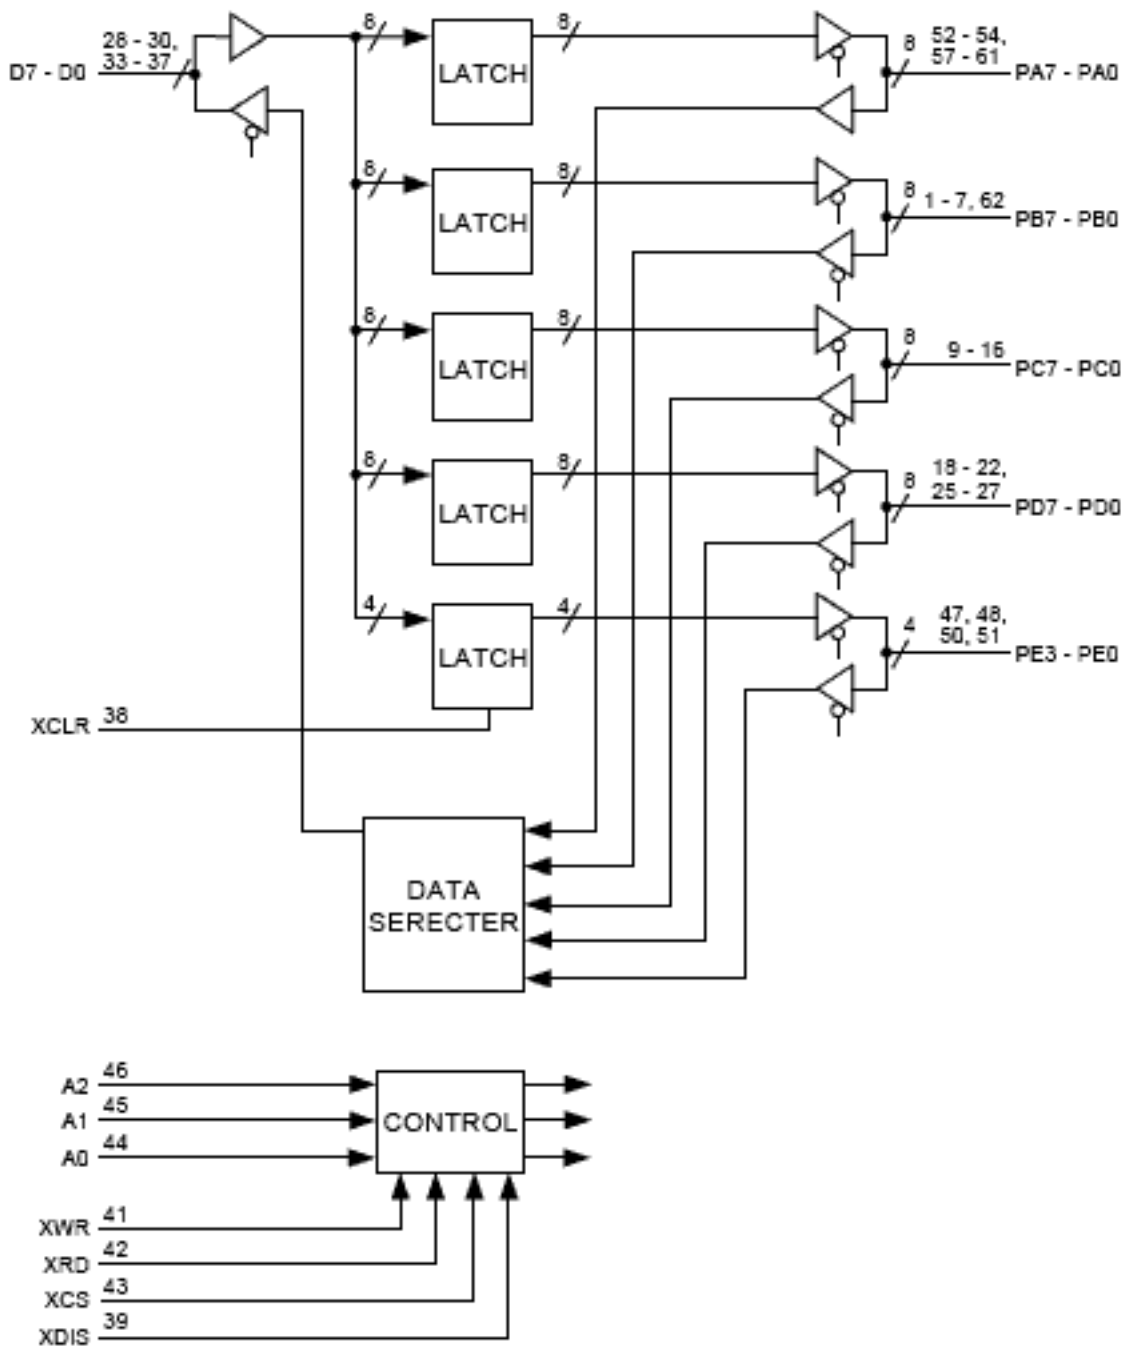 28 - 30,
33 - 37
D7 - D0
8
LATCH
8
8
52 - 54,
57 - 61
PA7 - PA0
8
LATCH
8
8
1 - 7, 62
PB7 - PB0
8
LATCH
8
8
9 - 16
PC7 - PC0
8
LATCH
8
8
18 - 22,
25 - 27
PD7 - PD0
4
LATCH
4
4
47, 48,
50, 51
PE3 - PE0
XCLR 38
DATA
SERECTER
A2 46
A1 45
A0 44
CONTROL
XWR 41
XRD 42
XCS 43
XDIS 39